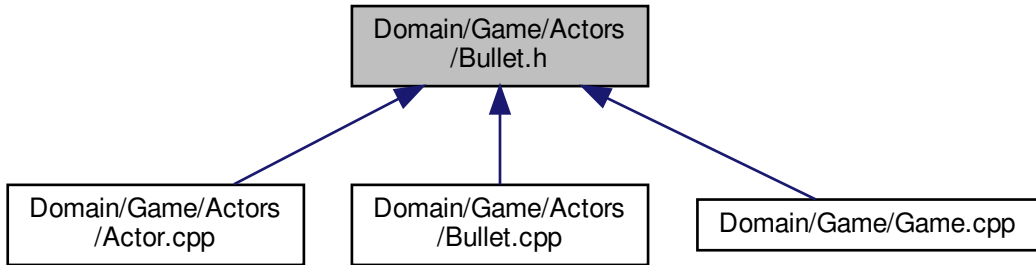 Domain/Game/Actors
/Bullet.h
Domain/Game/Actors
/Actor.cpp
Domain/Game/Actors
/Bullet.cpp
Domain/Game/Game.cpp